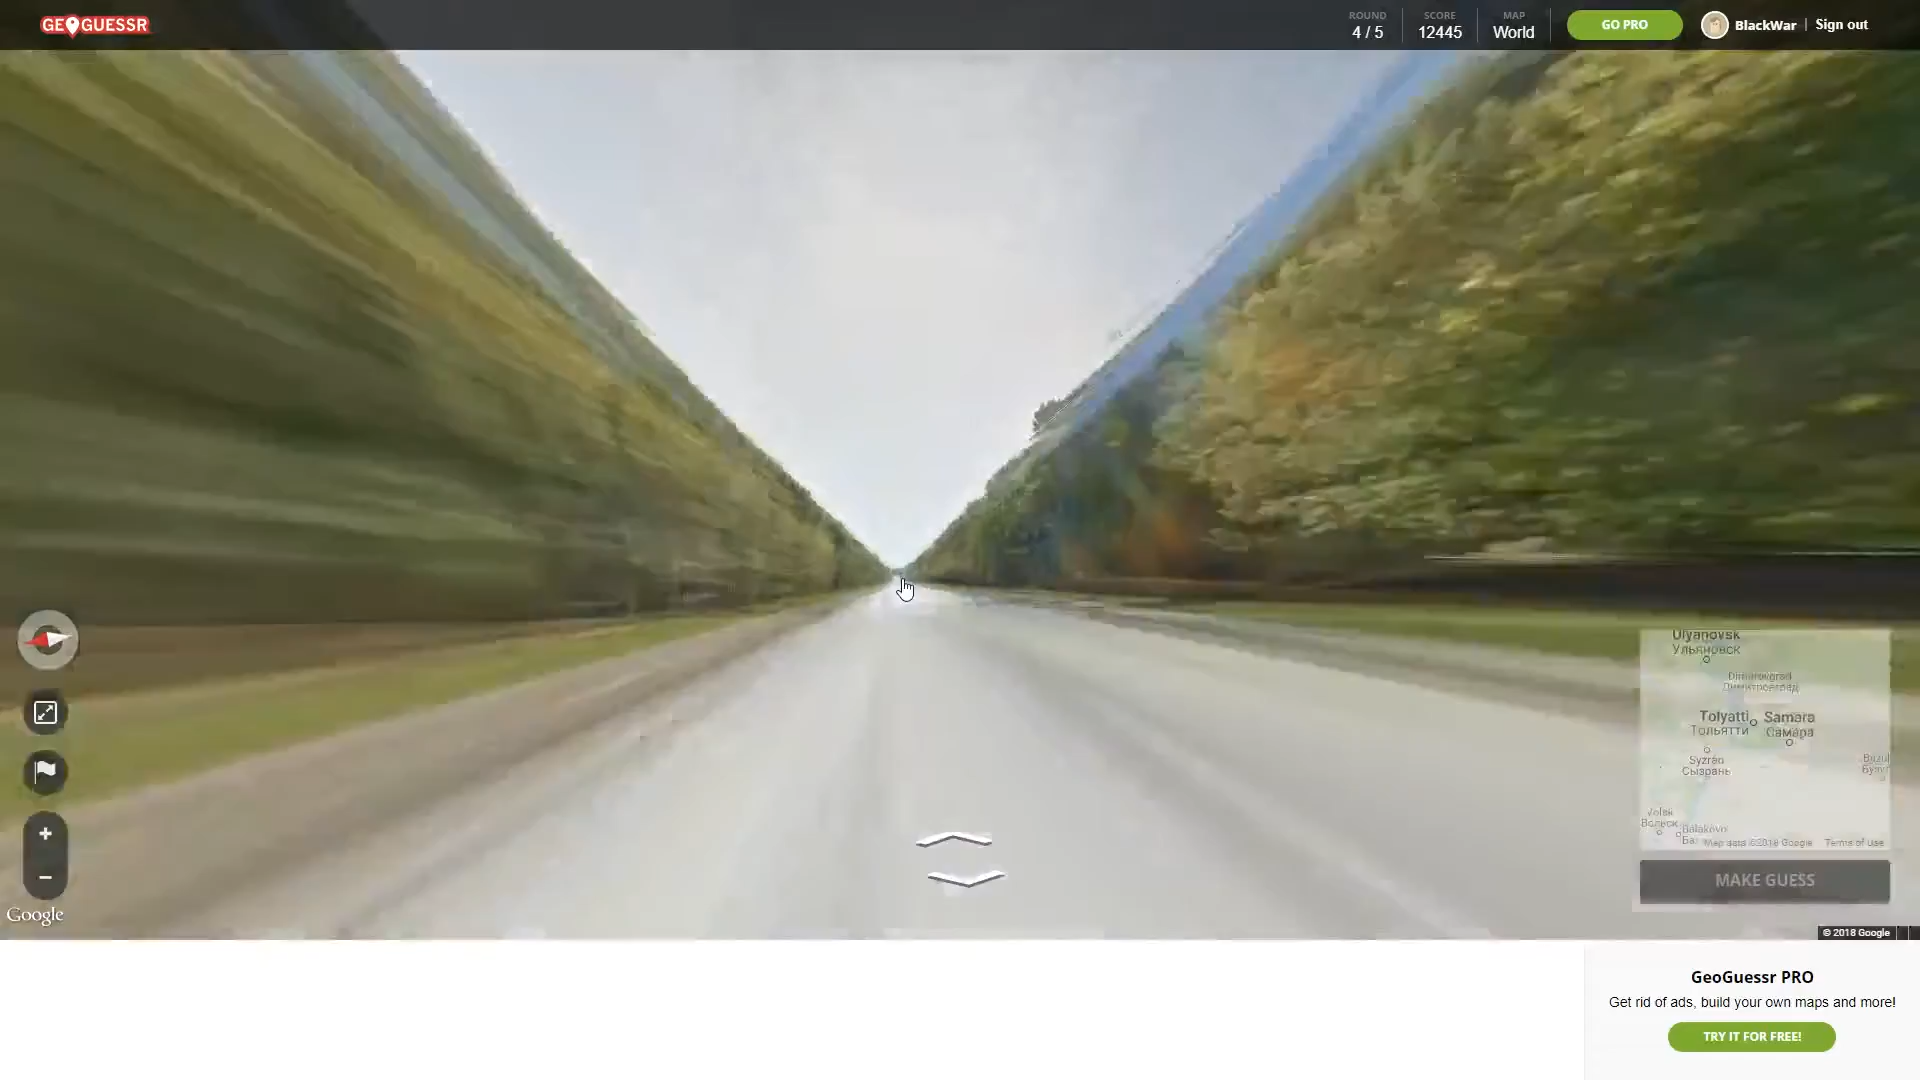 GEOGUESSR
ROUND
4 / 5
SCORE
12445
MAP
World
GO PRO
BlackWar
Sign out
Ulyanovsk
Ульяновск
Dimitrovgrad
Димитровград
Tolyatti
Тольятти
Samara
Самара
Syzran
Сызрань
Volsk
Вольск
Balakovo
Map data ©2018 Google
Terms of Use
MAKE GUESS
Google
© 2018 Google
GeoGuessr PRO
Get rid of ads, build your own maps and more!
TRY IT FOR FREE!